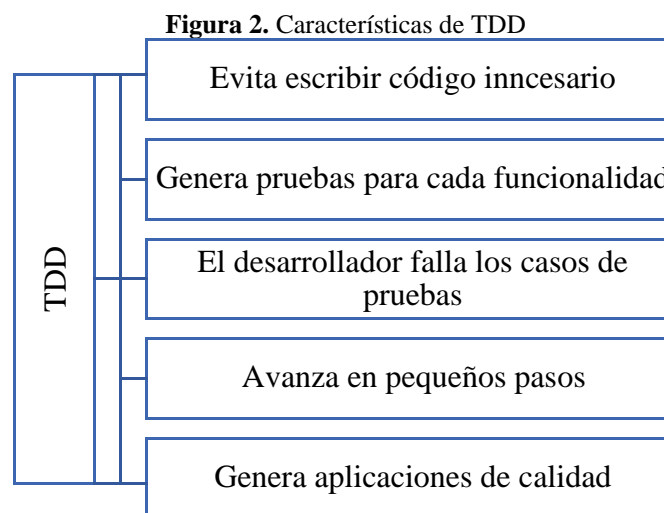 Figura 2. Características de TDD
TDD
Evita escribir código inncesario
Genera pruebas para cada funcionalidad
El desarrollador falla los casos de
pruebas
Avanza en pequeños pasos
Genera aplicaciones de calidad